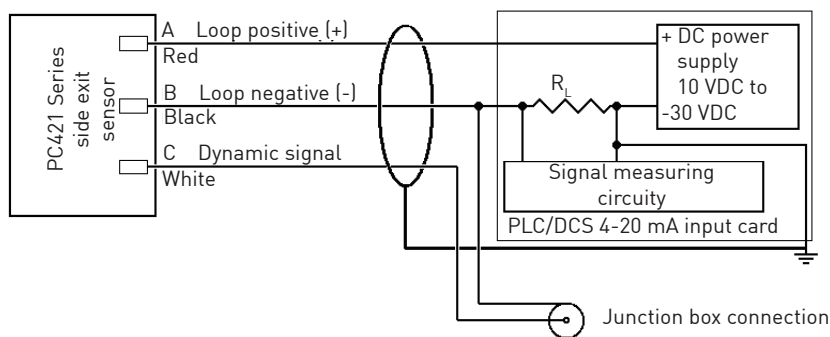 PC421 Series
side exit
sensor
A Loop positive (+)
Red
B Loop negative (-)
Black
C Dynamic signal
White
R_L
+ DC power
supply
10 VDC to
-30 VDC
Signal measuring
circuity
PLC/DCS 4-20 mA input card
Junction box connection